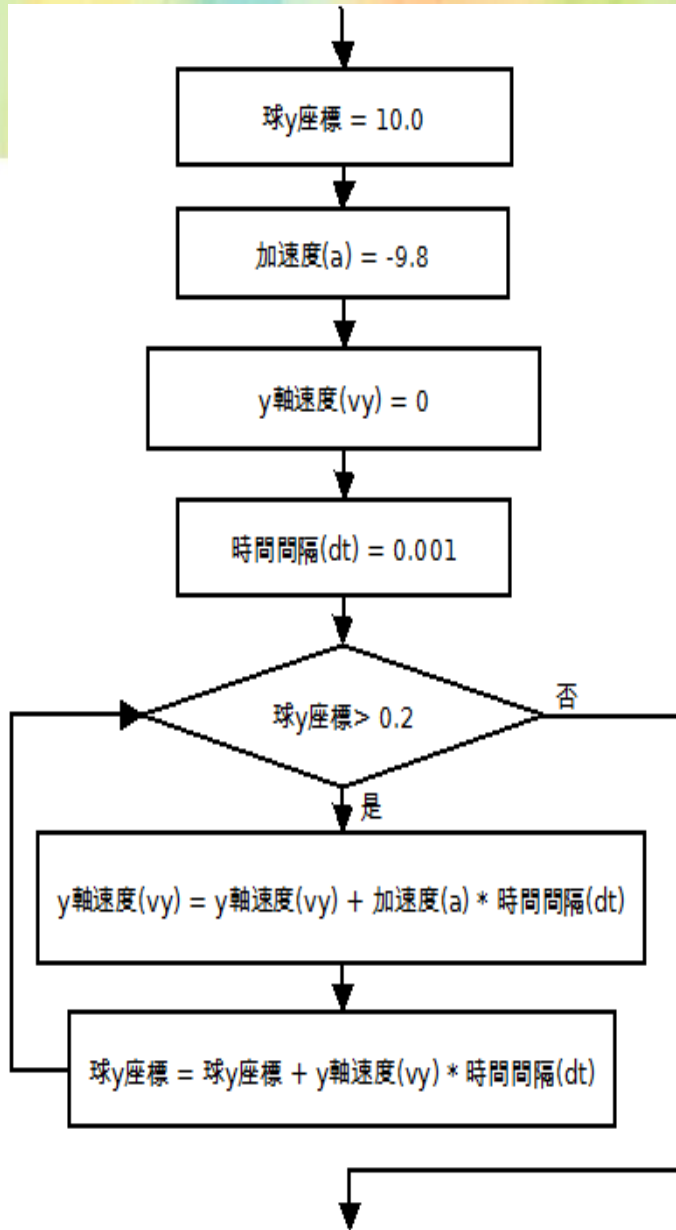 球y座標 = 10.0
加速度(a) = -9.8
y軸速度(vy) = 0
時間間隔(dt) = 0.001
球y座標> 0.2
否
是
y軸速度(vy) = y軸速度(vy) + 加速度(a) * 時間間隔(dt)
球y座標 = 球y座標 + y軸速度(vy) * 時間間隔(dt)